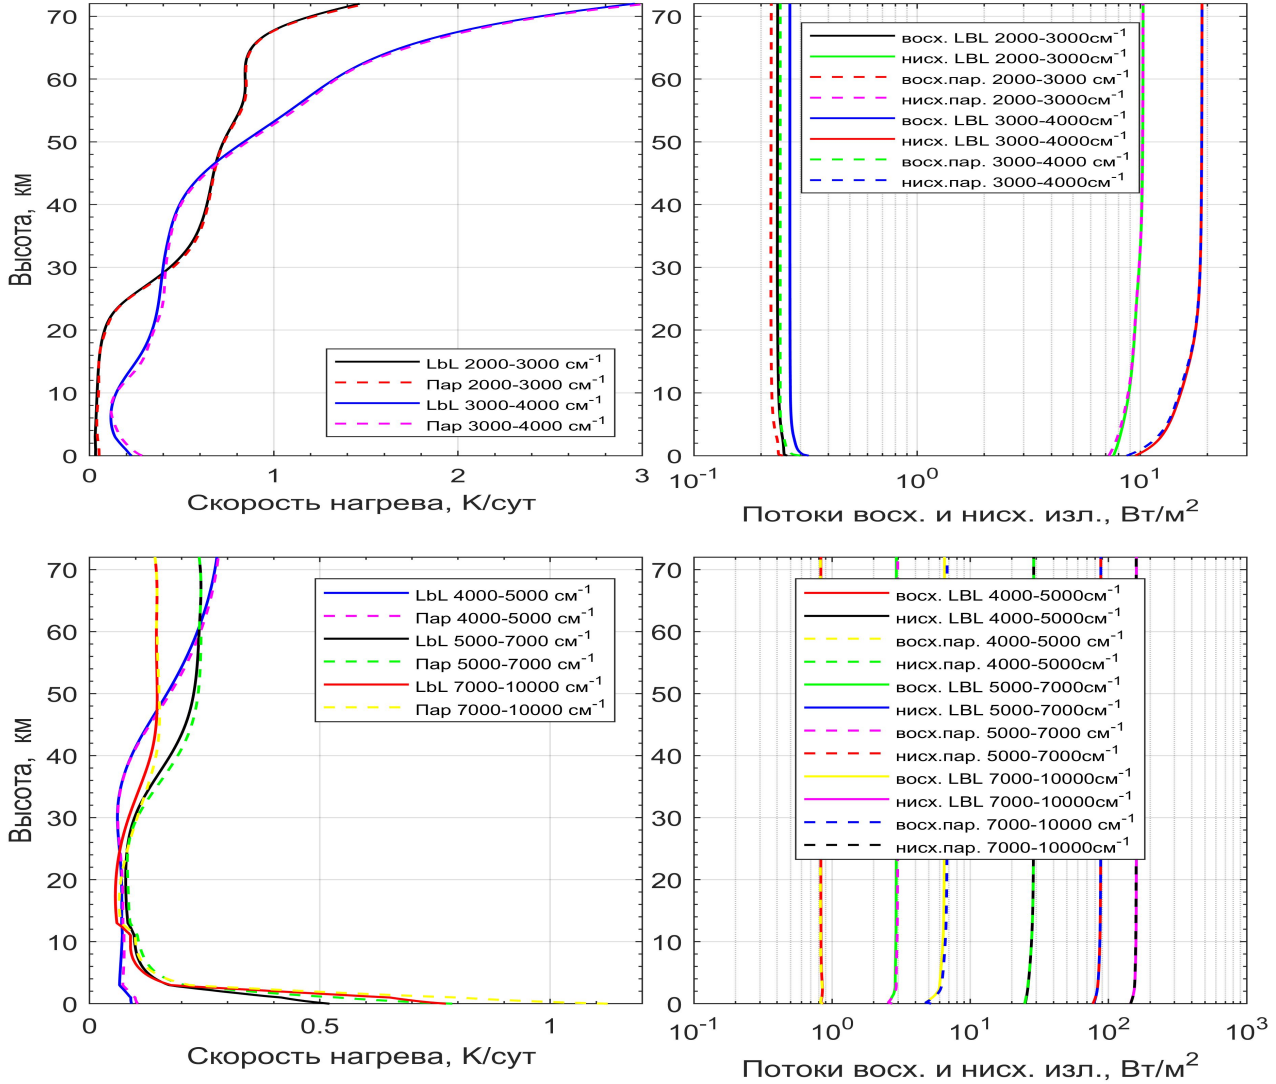 70
60
50
40
30
20
10
0
Высота, км
0
1
2
3
Скорость нагрева, К/сут
LbL 2000-3000 см-1
Пар 2000-3000 см-1
LbL 3000-4000 см-1
Пар 3000-4000 см-1
70
60
50
40
30
20
10
0
10-1
100
101
Потоки восх. и нисх. изл., Вт/м2
восх. LBL 2000-3000см-1
нисх. LBL 2000-3000см-1
восх.пар. 2000-3000 см-1
нисх.пар. 2000-3000см-1
восх. LBL 3000-4000см-1
нисх. LBL 3000-4000см-1
восх.пар. 3000-4000 см-1
нисх.пар. 3000-4000см-1
70
60
50
40
30
20
10
0
Высота, км
0
0.5
1
Скорость нагрева, К/сут
LbL 4000-5000 см-1
Пар 4000-5000 см-1
LbL 5000-7000 см-1
Пар 5000-7000 см-1
LbL 7000-10000 см-1
Пар 7000-10000 см-1
70
60
50
40
30
20
10
0
10-1
100
101
102
103
Потоки восх. и нисх. изл., Вт/м2
восх. LBL 4000-5000см-1
нисх. LBL 4000-5000см-1
восх.пар. 4000-5000 см-1
нисх.пар. 4000-5000см-1
восх. LBL 5000-7000см-1
нисх. LBL 5000-7000см-1
восх.пар. 5000-7000 см-1
нисх.пар. 5000-7000см-1
восх. LBL 7000-10000см-1
нисх. LBL 7000-10000см-1
восх.пар. 7000-10000 см-1
нисх.пар. 7000-10000см-1